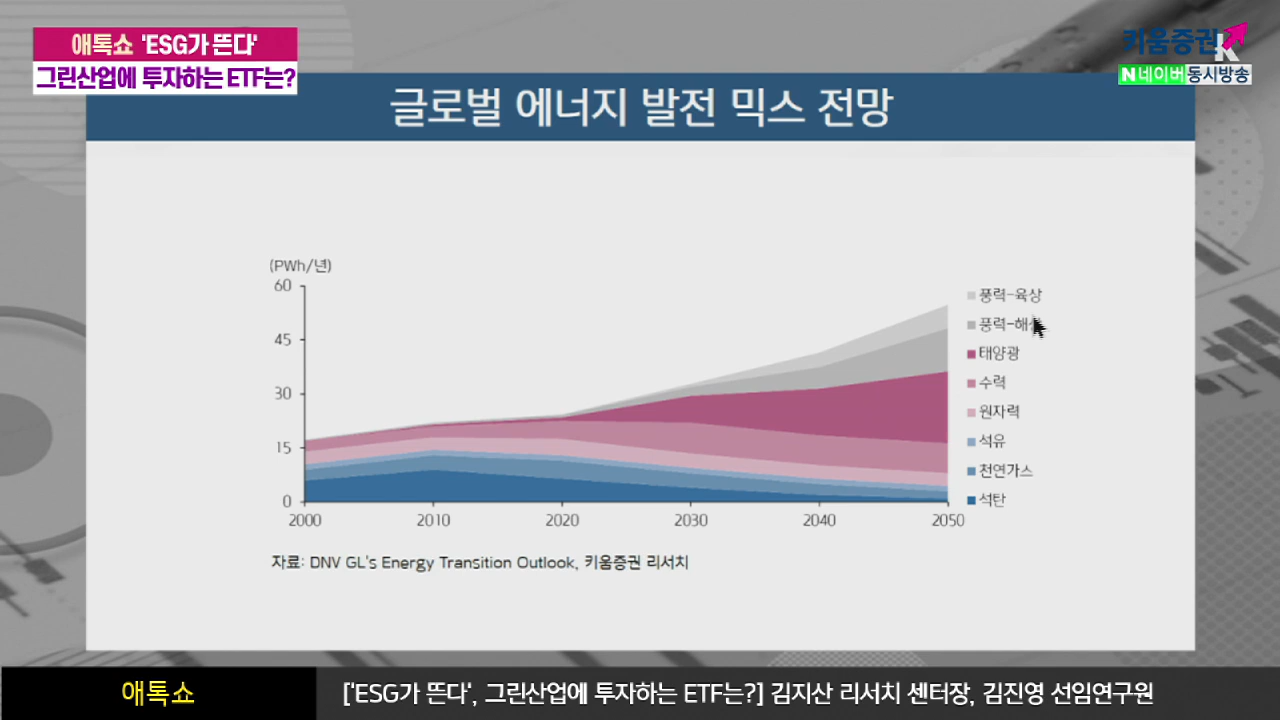 애톡쇼 'ESG가 뜬다'
그린산업에 투자하는 ETF는?
키움증권
N 네이버 동시방송
글로벌 에너지 발전 믹스 전망
(PWh/년)
60
45
30
15
0
2000 2010 2020 2030 2040 2050
풍력-육상
풍력-해
태양광
수력
원자력
석유
천연가스
석탄
자료: DNV GL's Energy Transition Outlook, 키움증권 리서치
애톡쇼
['ESG가 뜬다', 그린산업에 투자하는 ETF는?] 김지산 리서치 센터장, 김진영 선임연구원